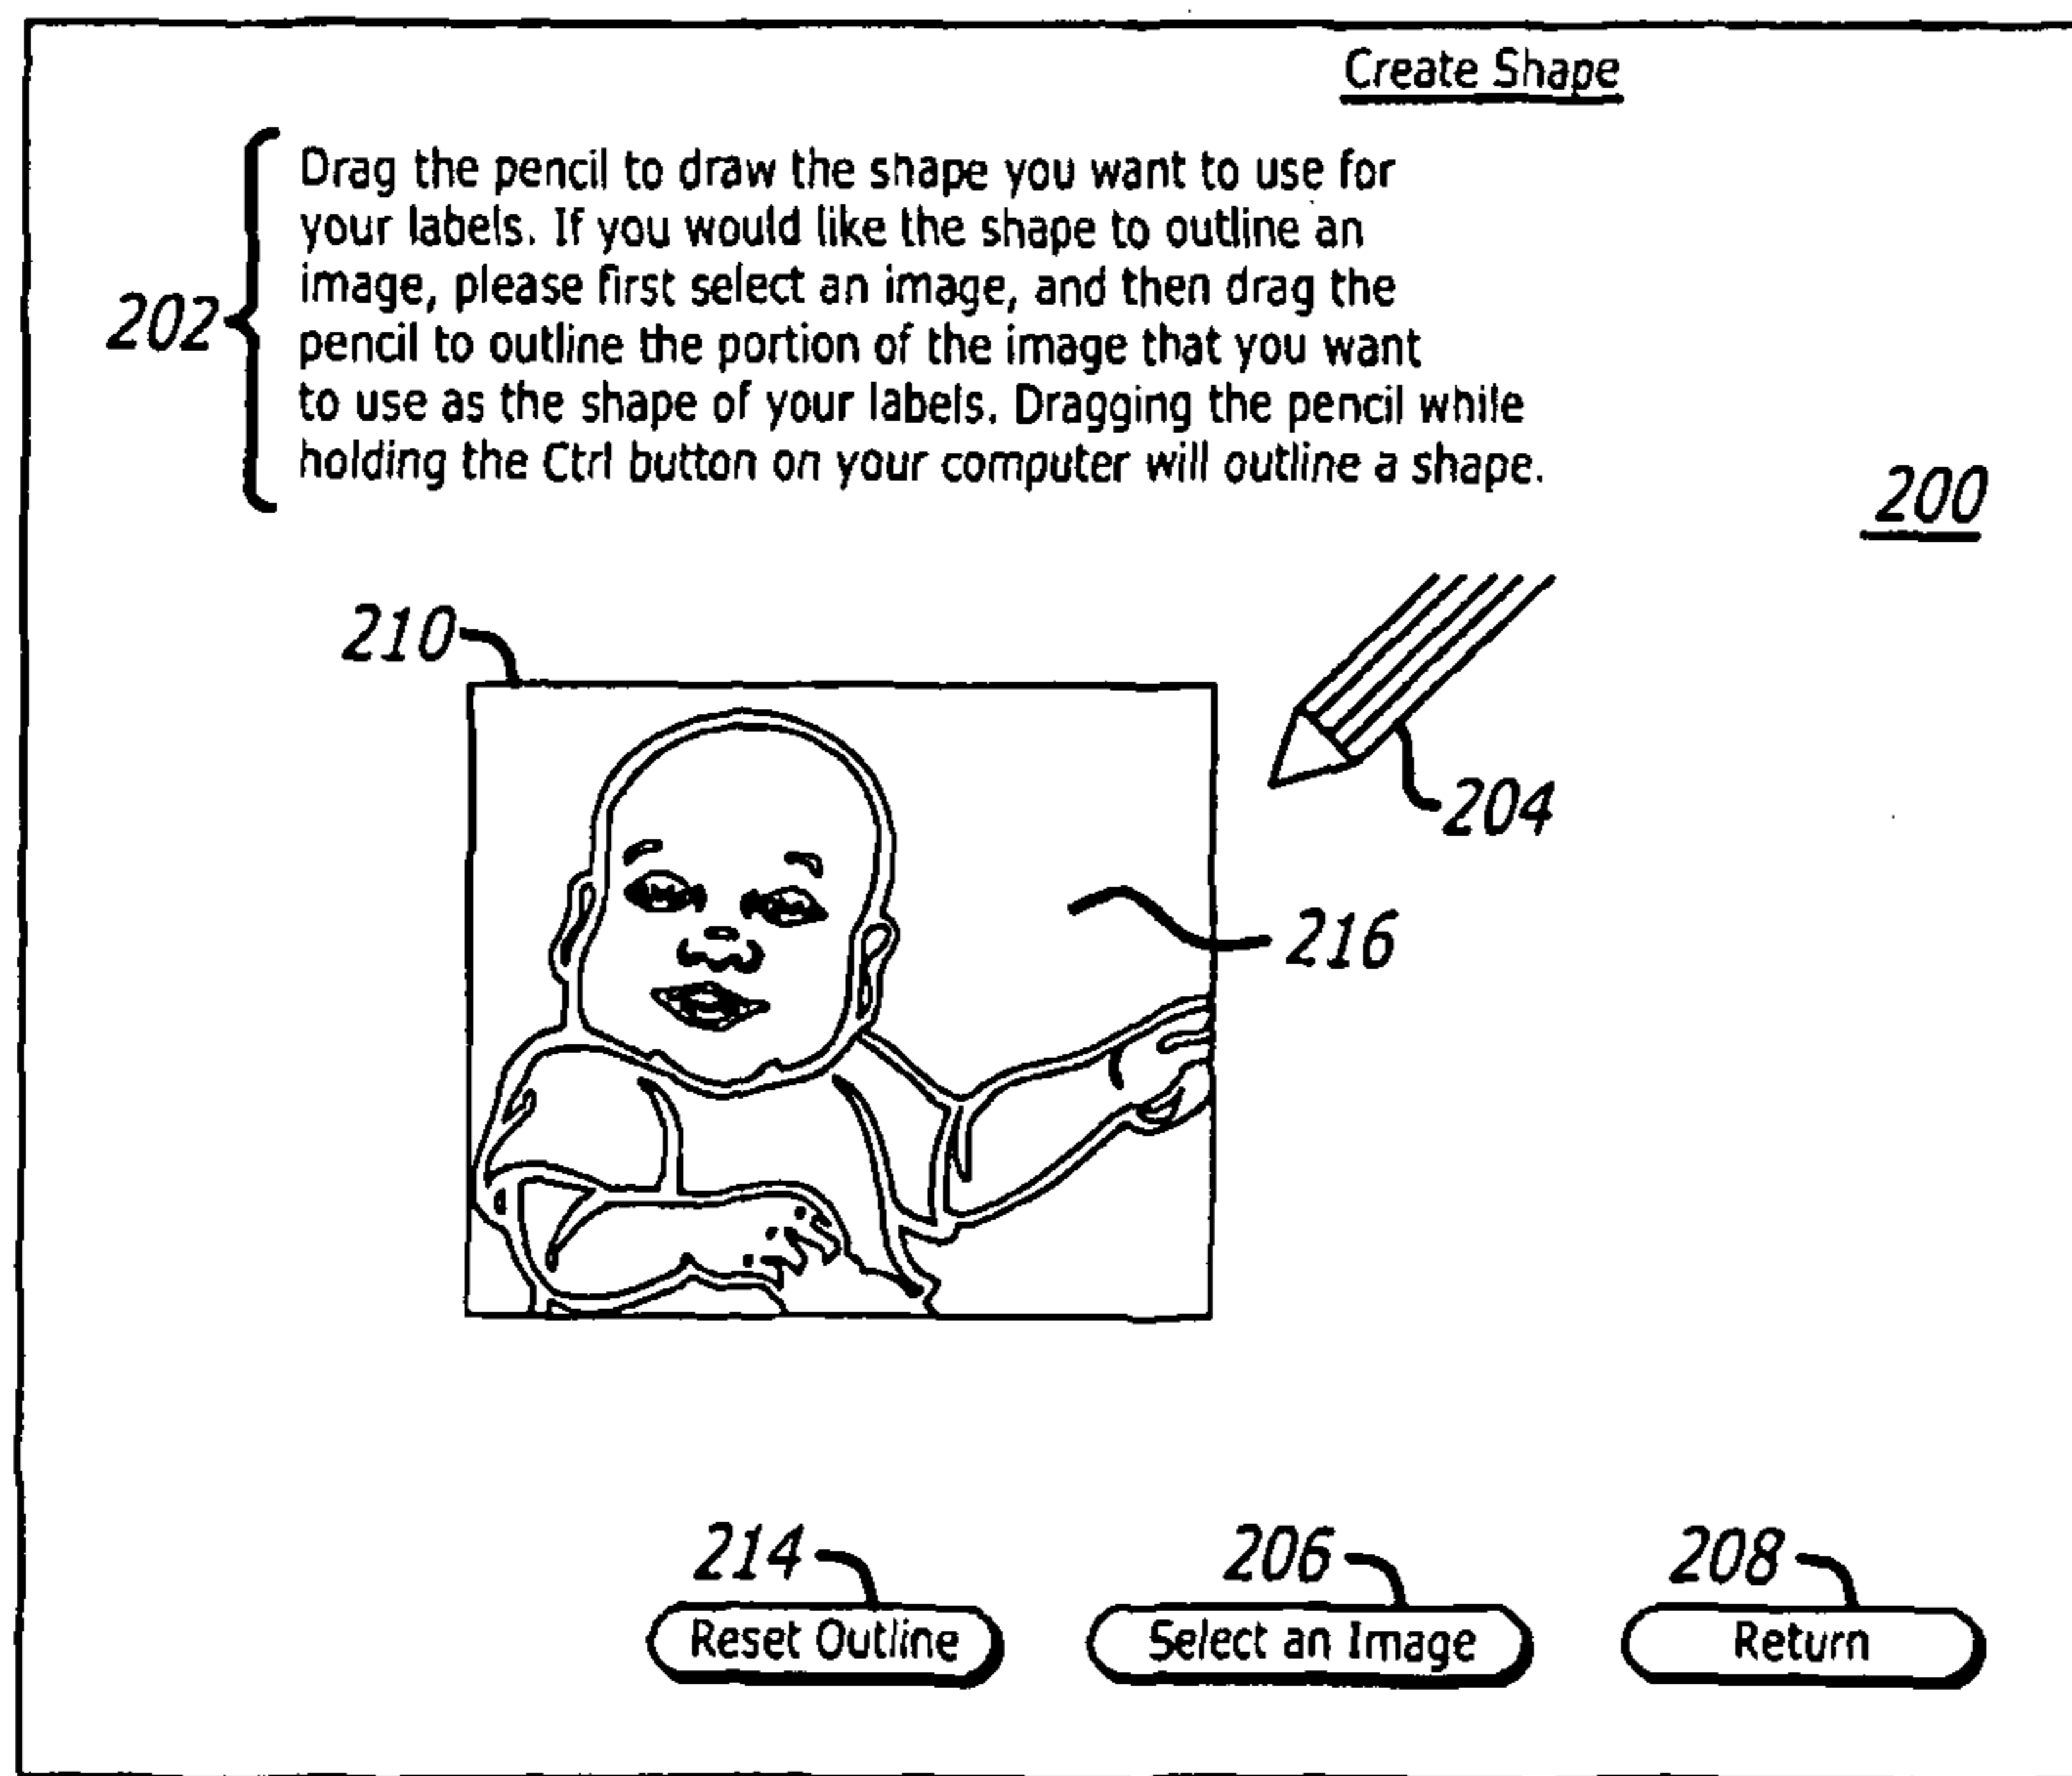 Create Shape
Drag the pencil to draw the shape you want to use for
your labels. If you would like the shape to outline an
image, please first select an image, and then drag the
pencil to outline the portion of the image that you want
to use as the shape of your labels. Dragging the pencil while
holding the Ctrl button on your computer will outline a shape.
202
200
210
204
216
214
206
208
Reset Outline
Select an Image
Return